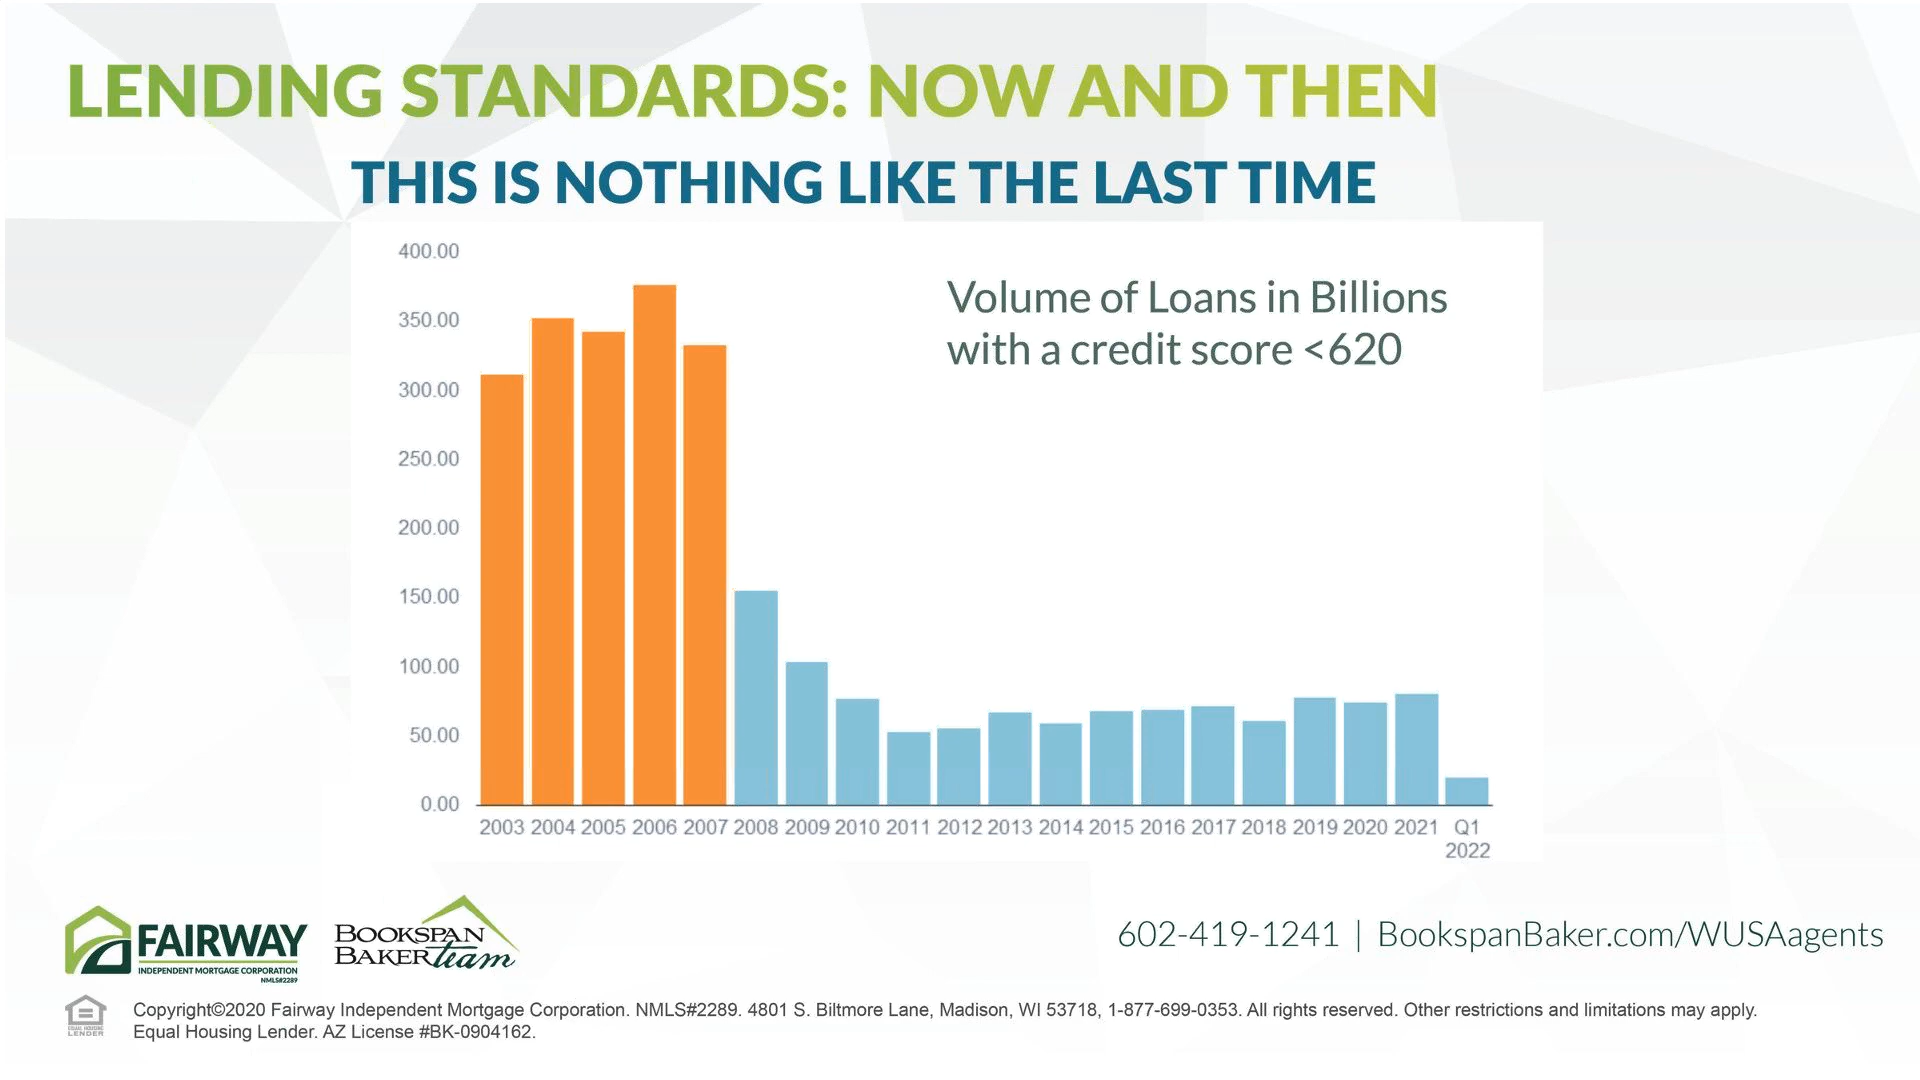 LENDING STANDARDS: NOW AND THEN
THIS IS NOTHING LIKE THE LAST TIME
Volume of Loans in Billions
with a credit score <620
400.00
350.00
300.00
250.00
200.00
150.00
100.00
50.00
0.00
2003 2004 2005 2006 2007 2008 2009 2010 2011 2012 2013 2014 2015 2016 2017 2018 2019 2020 2021 Q1
2022
FAIRWAY
INDEPENDENT MORTGAGE CORPORATION
NMLS#2289
BOOKSPAN
BAKER team
602-419-1241 | BookspanBaker.com/WUSAagents
EQUAL HOUSING
LENDER
Copyright©2020 Fairway Independent Mortgage Corporation. NMLS#2289. 4801 S. Biltmore Lane, Madison, WI 53718, 1-877-699-0353. All rights reserved. Other restrictions and limitations may apply.
Equal Housing Lender. AZ License #BK-0904162.